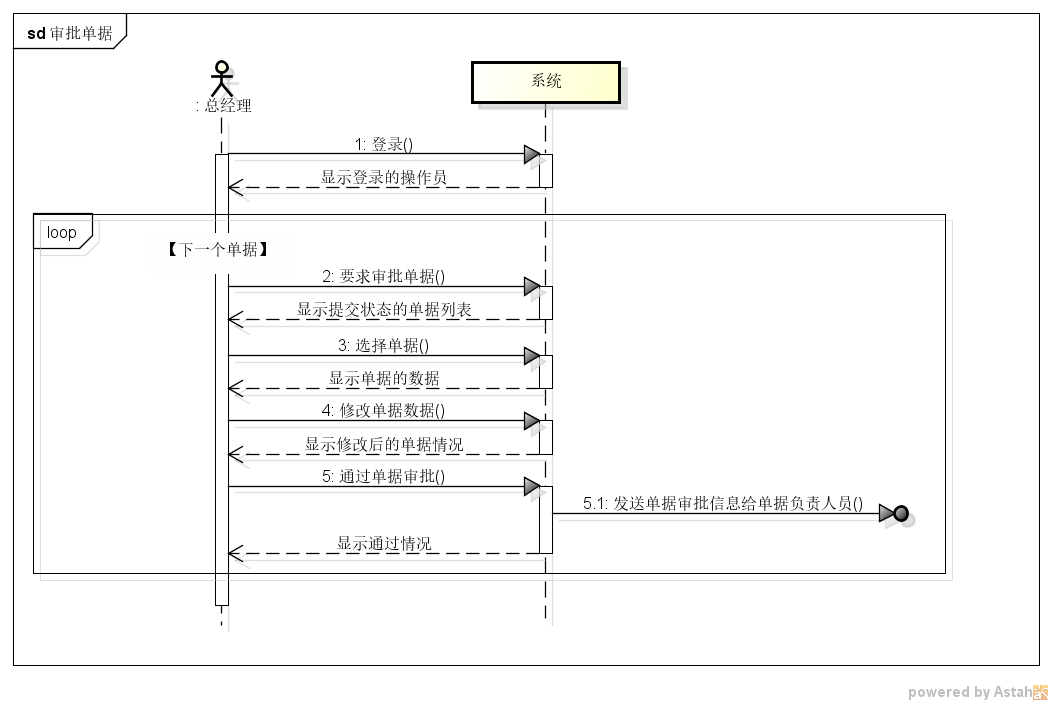 sd 审批单据
: 总经理
系统
1: 登录()
显示登录的操作员
loop
【下一个单据】
2: 要求审批单据()
显示提交状态的单据列表
3: 选择单据()
显示单据的数据
4: 修改单据数据()
显示修改后的单据情况
5: 通过单据审批()
5.1: 发送单据审批信息给单据负责人员()
显示通过情况
powered by Astah